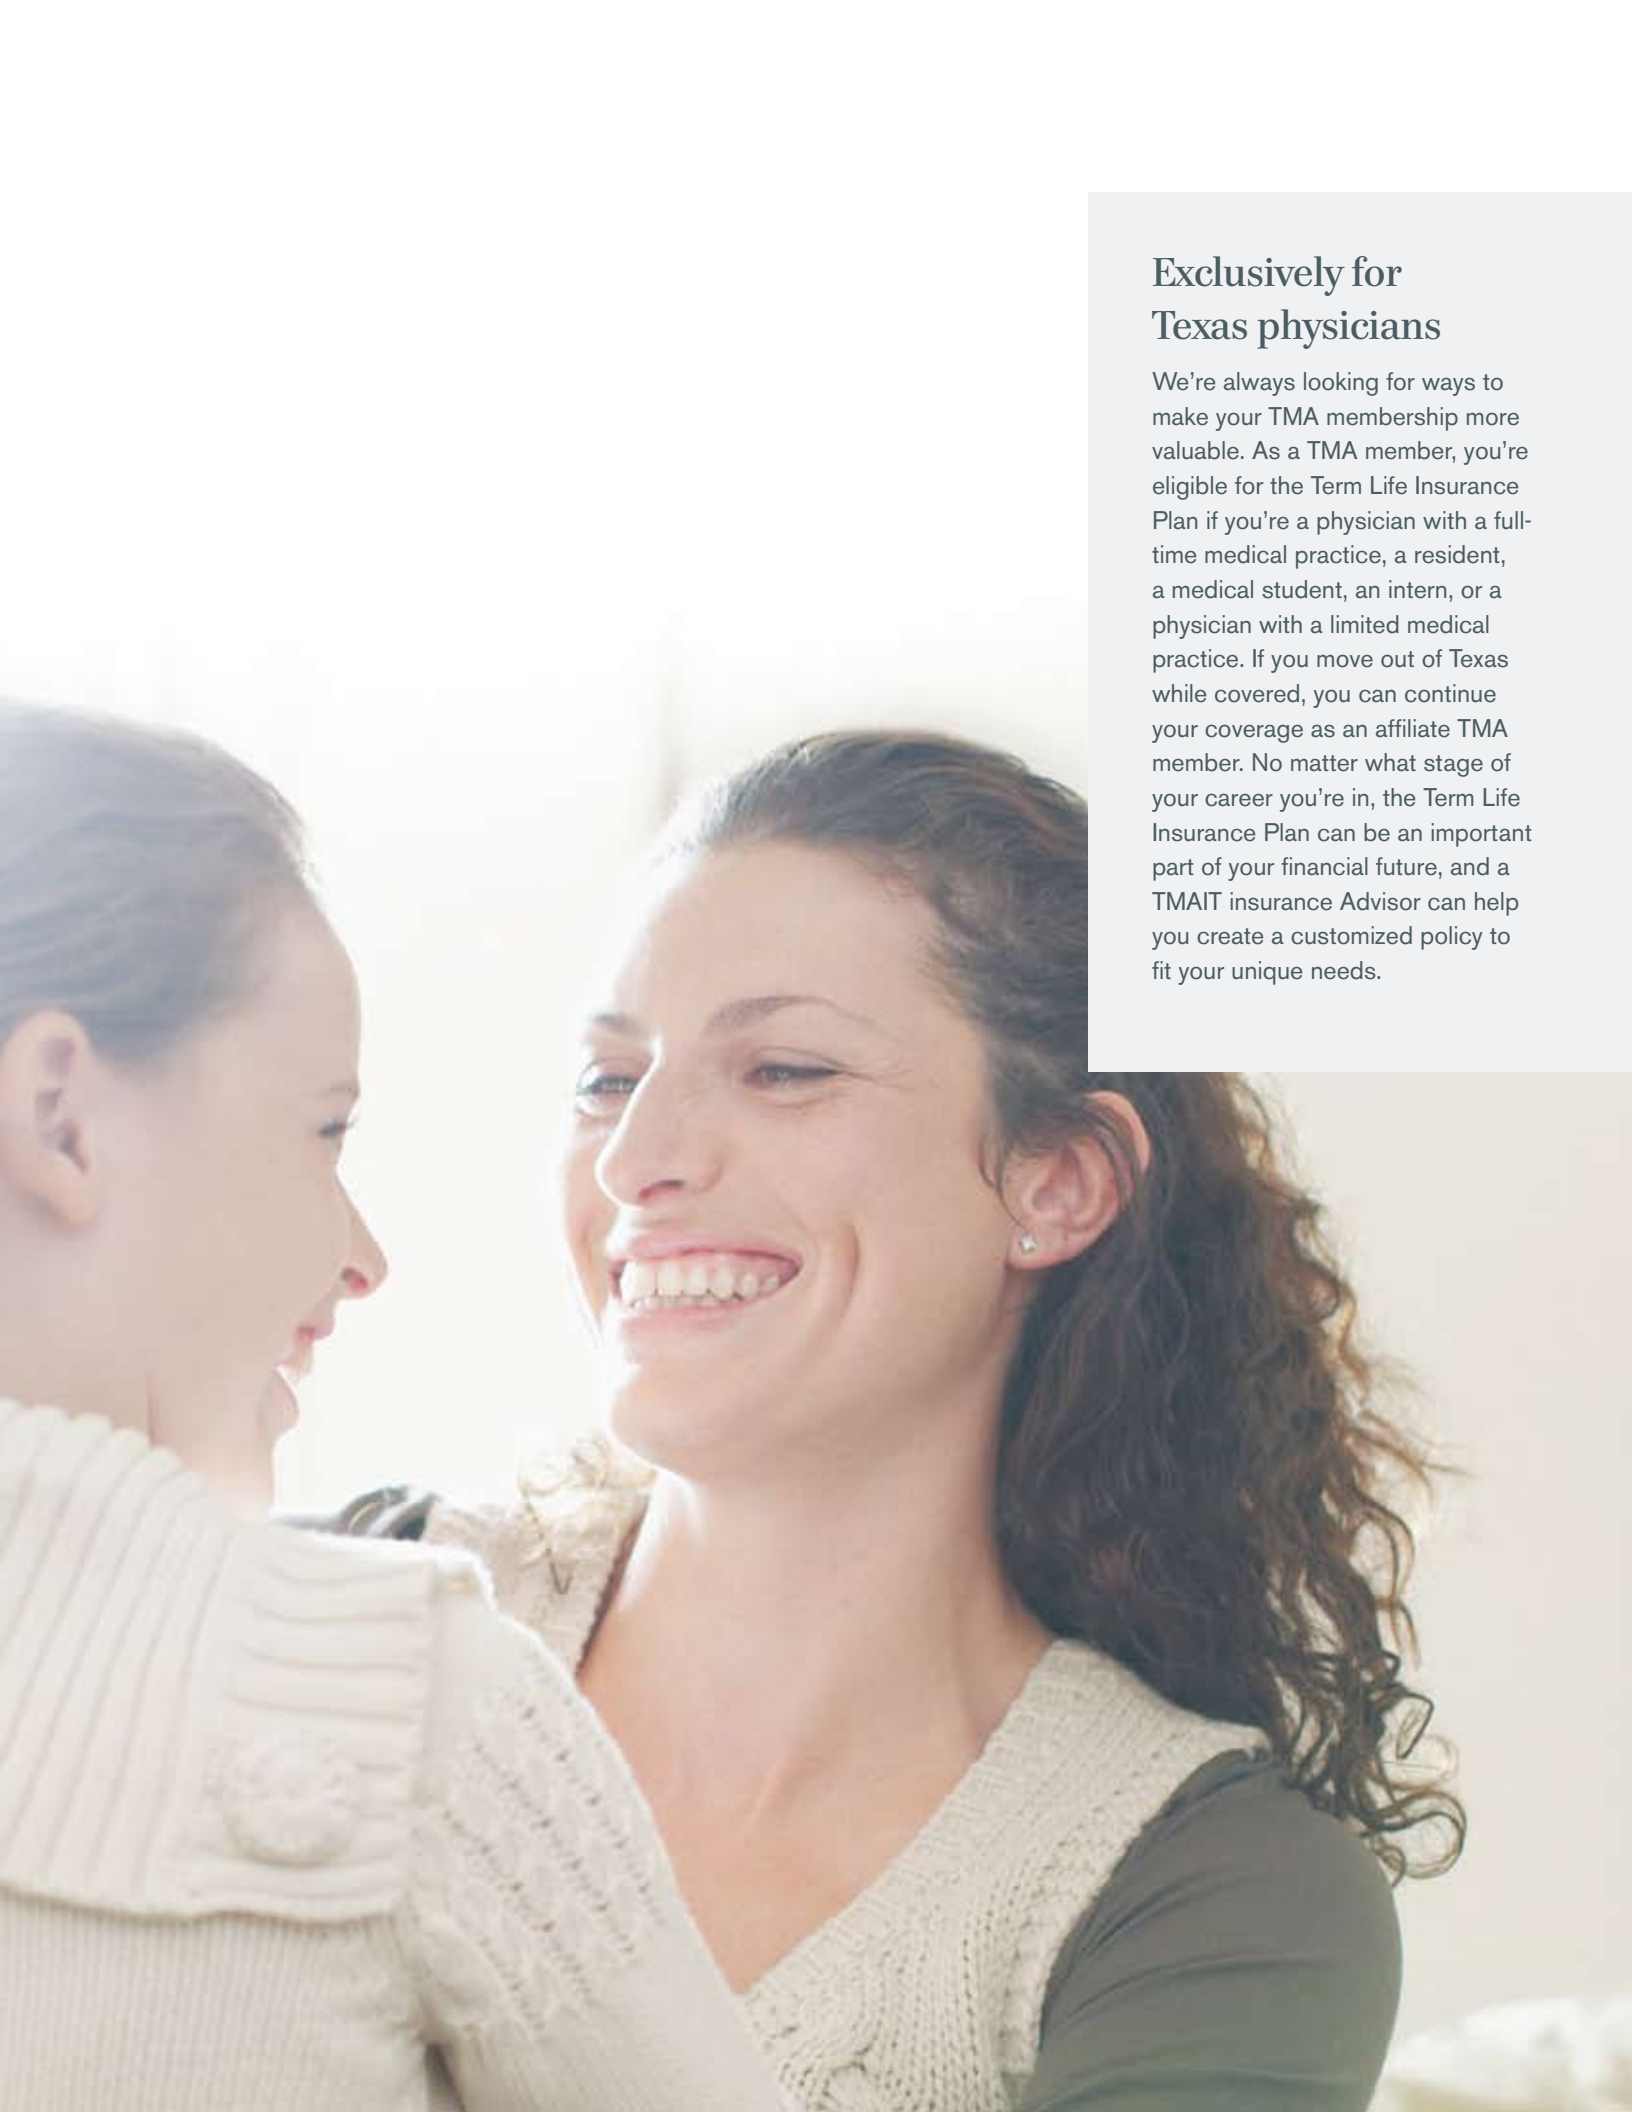 Exclusively for
Texas physicians
We’re always looking for ways to
make your TMA membership more
valuable. As a TMA member, you’re
eligible for the Term Life Insurance
Plan if you’re a physician with a full-
time medical practice, a resident,
a medical student, an intern, or a
physician with a limited medical
practice. If you move out of Texas
while covered, you can continue
your coverage as an affiliate TMA
member. No matter what stage of
your career you’re in, the Term Life
Insurance Plan can be an important
part of your financial future, and a
TMAIT insurance Advisor can help
you create a customized policy to
fit your unique needs.